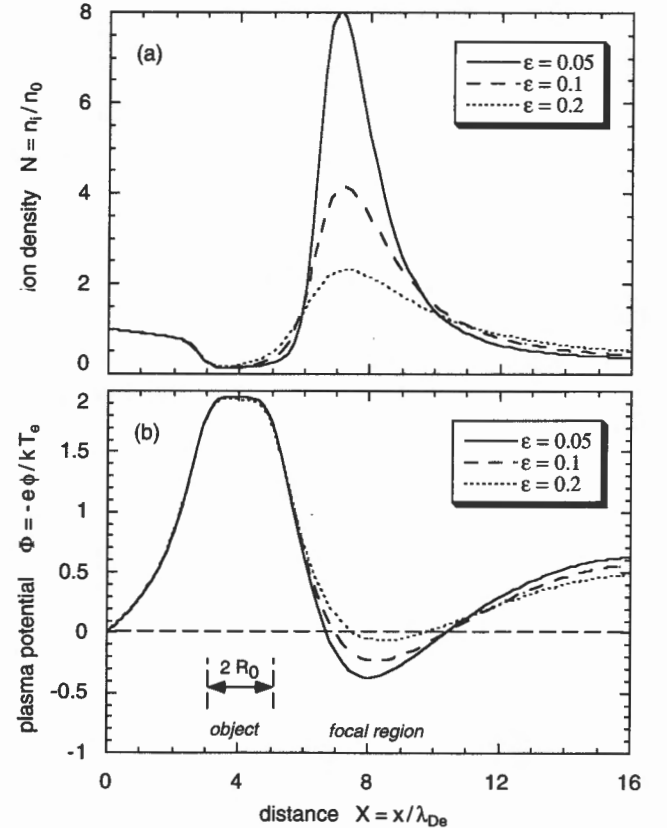 8
6
4
2
0
ion density N = nᵢ/n₀
(a)
ε = 0.05
ε = 0.1
ε = 0.2
2
1.5
1
0.5
0
-0.5
-1
plasma potential Φ = -eϕ/kTₑ
(b)
ε = 0.05
ε = 0.1
ε = 0.2
2 R₀
object
focal region
0
4
8
12
16
distance X = x/λDe